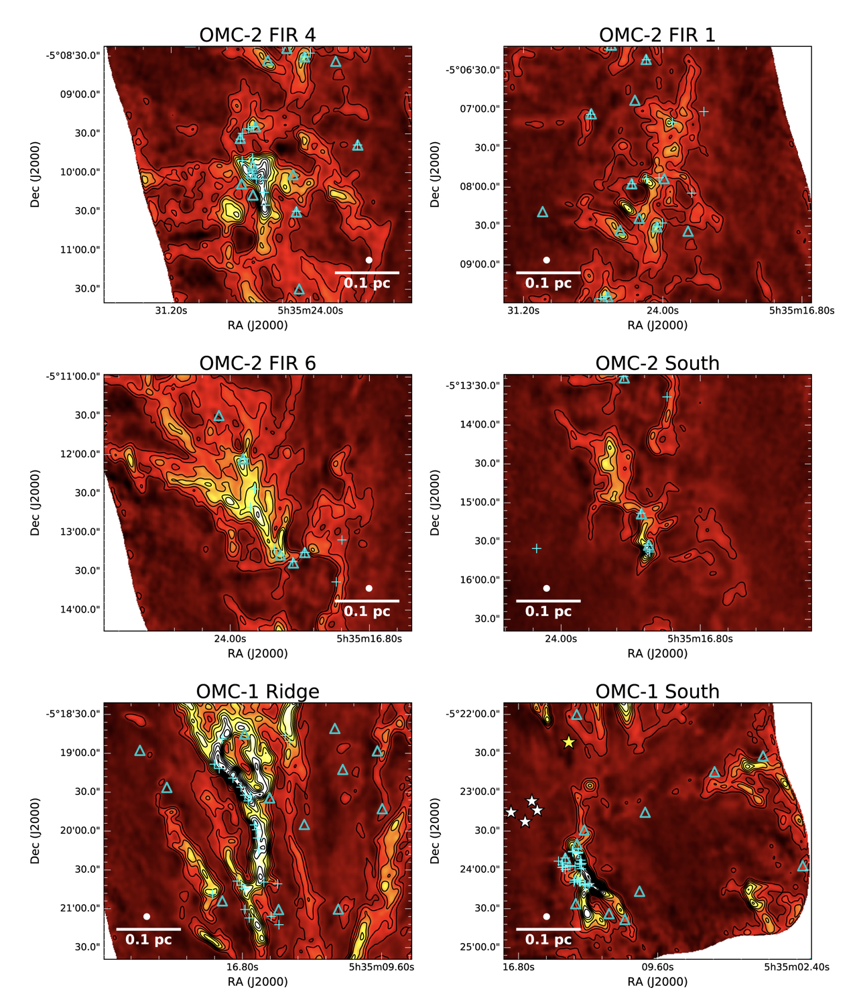 OMC-2 FIR 4
-5°08'30.0"
09'00.0"
30.0"
10'00.0"
30.0"
11'00.0"
30.0"
Dec (J2000)
0.1 pc
31.20s
5h35m24.00s
RA (J2000)
OMC-2 FIR 1
-5°06'30.0"
07'00.0"
30.0"
08'00.0"
30.0"
09'00.0"
Dec (J2000)
0.1 pc
31.20s
24.00s
5h35m16.80s
RA (J2000)
OMC-2 FIR 6
-5°11'00.0"
30.0"
12'00.0"
30.0"
13'00.0"
30.0"
14'00.0"
Dec (J2000)
0.1 pc
24.00s
5h35m16.80s
RA (J2000)
OMC-2 South
-5°13'30.0"
14'00.0"
30.0"
15'00.0"
30.0"
16'00.0"
30.0"
Dec (J2000)
0.1 pc
24.00s
5h35m16.80s
RA (J2000)
OMC-1 Ridge
-5°18'30.0"
19'00.0"
30.0"
20'00.0"
30.0"
21'00.0"
30.0"
Dec (J2000)
0.1 pc
16.80s
5h35m09.60s
RA (J2000)
OMC-1 South
-5°22'00.0"
30.0"
23'00.0"
30.0"
24'00.0"
30.0"
25'00.0"
Dec (J2000)
0.1 pc
16.80s
09.60s
5h35m02.40s
RA (J2000)